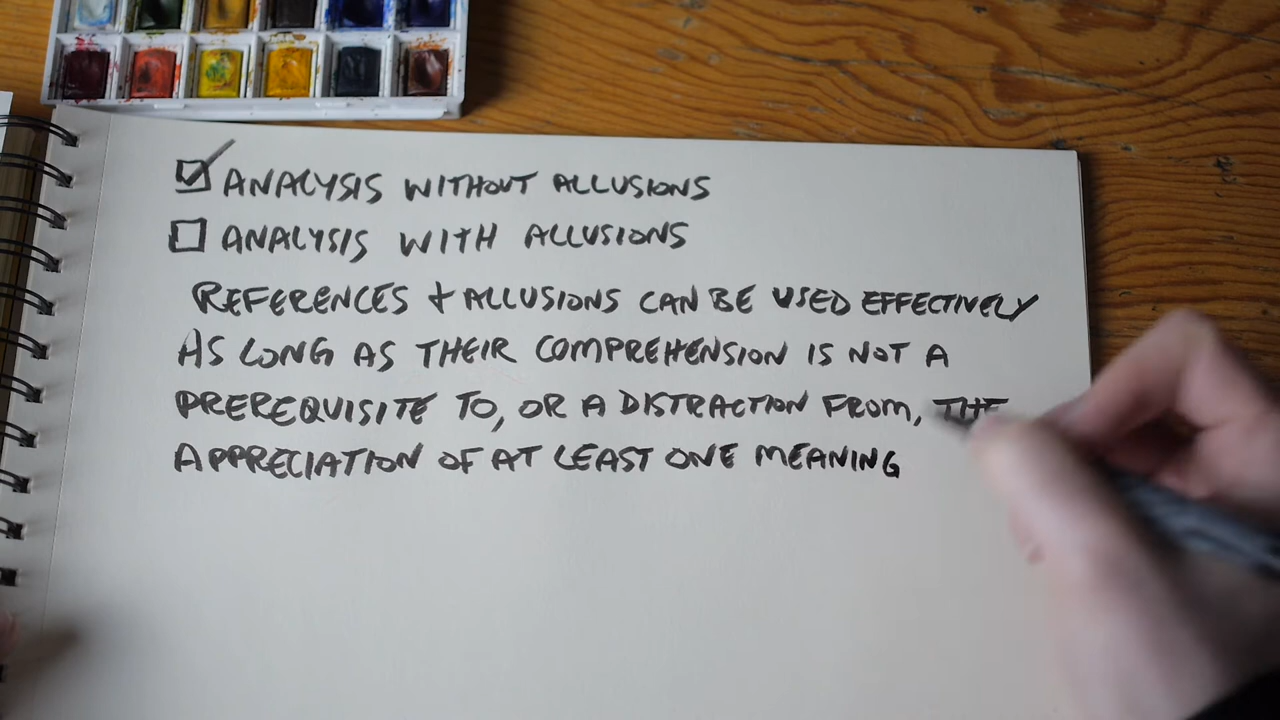 ANALYSIS WITHOUT ALLUSIONS
ANALYSIS WITH ALLUSIONS
REFERENCES + ALLUSIONS CAN BE USED EFFECTIVELY
AS LONG AS THEIR COMPREHENSION IS NOT A
PREREQUISITE TO, OR A DISTRACTION FROM, THE
APPRECIATION OF AT LEAST ONE MEANING